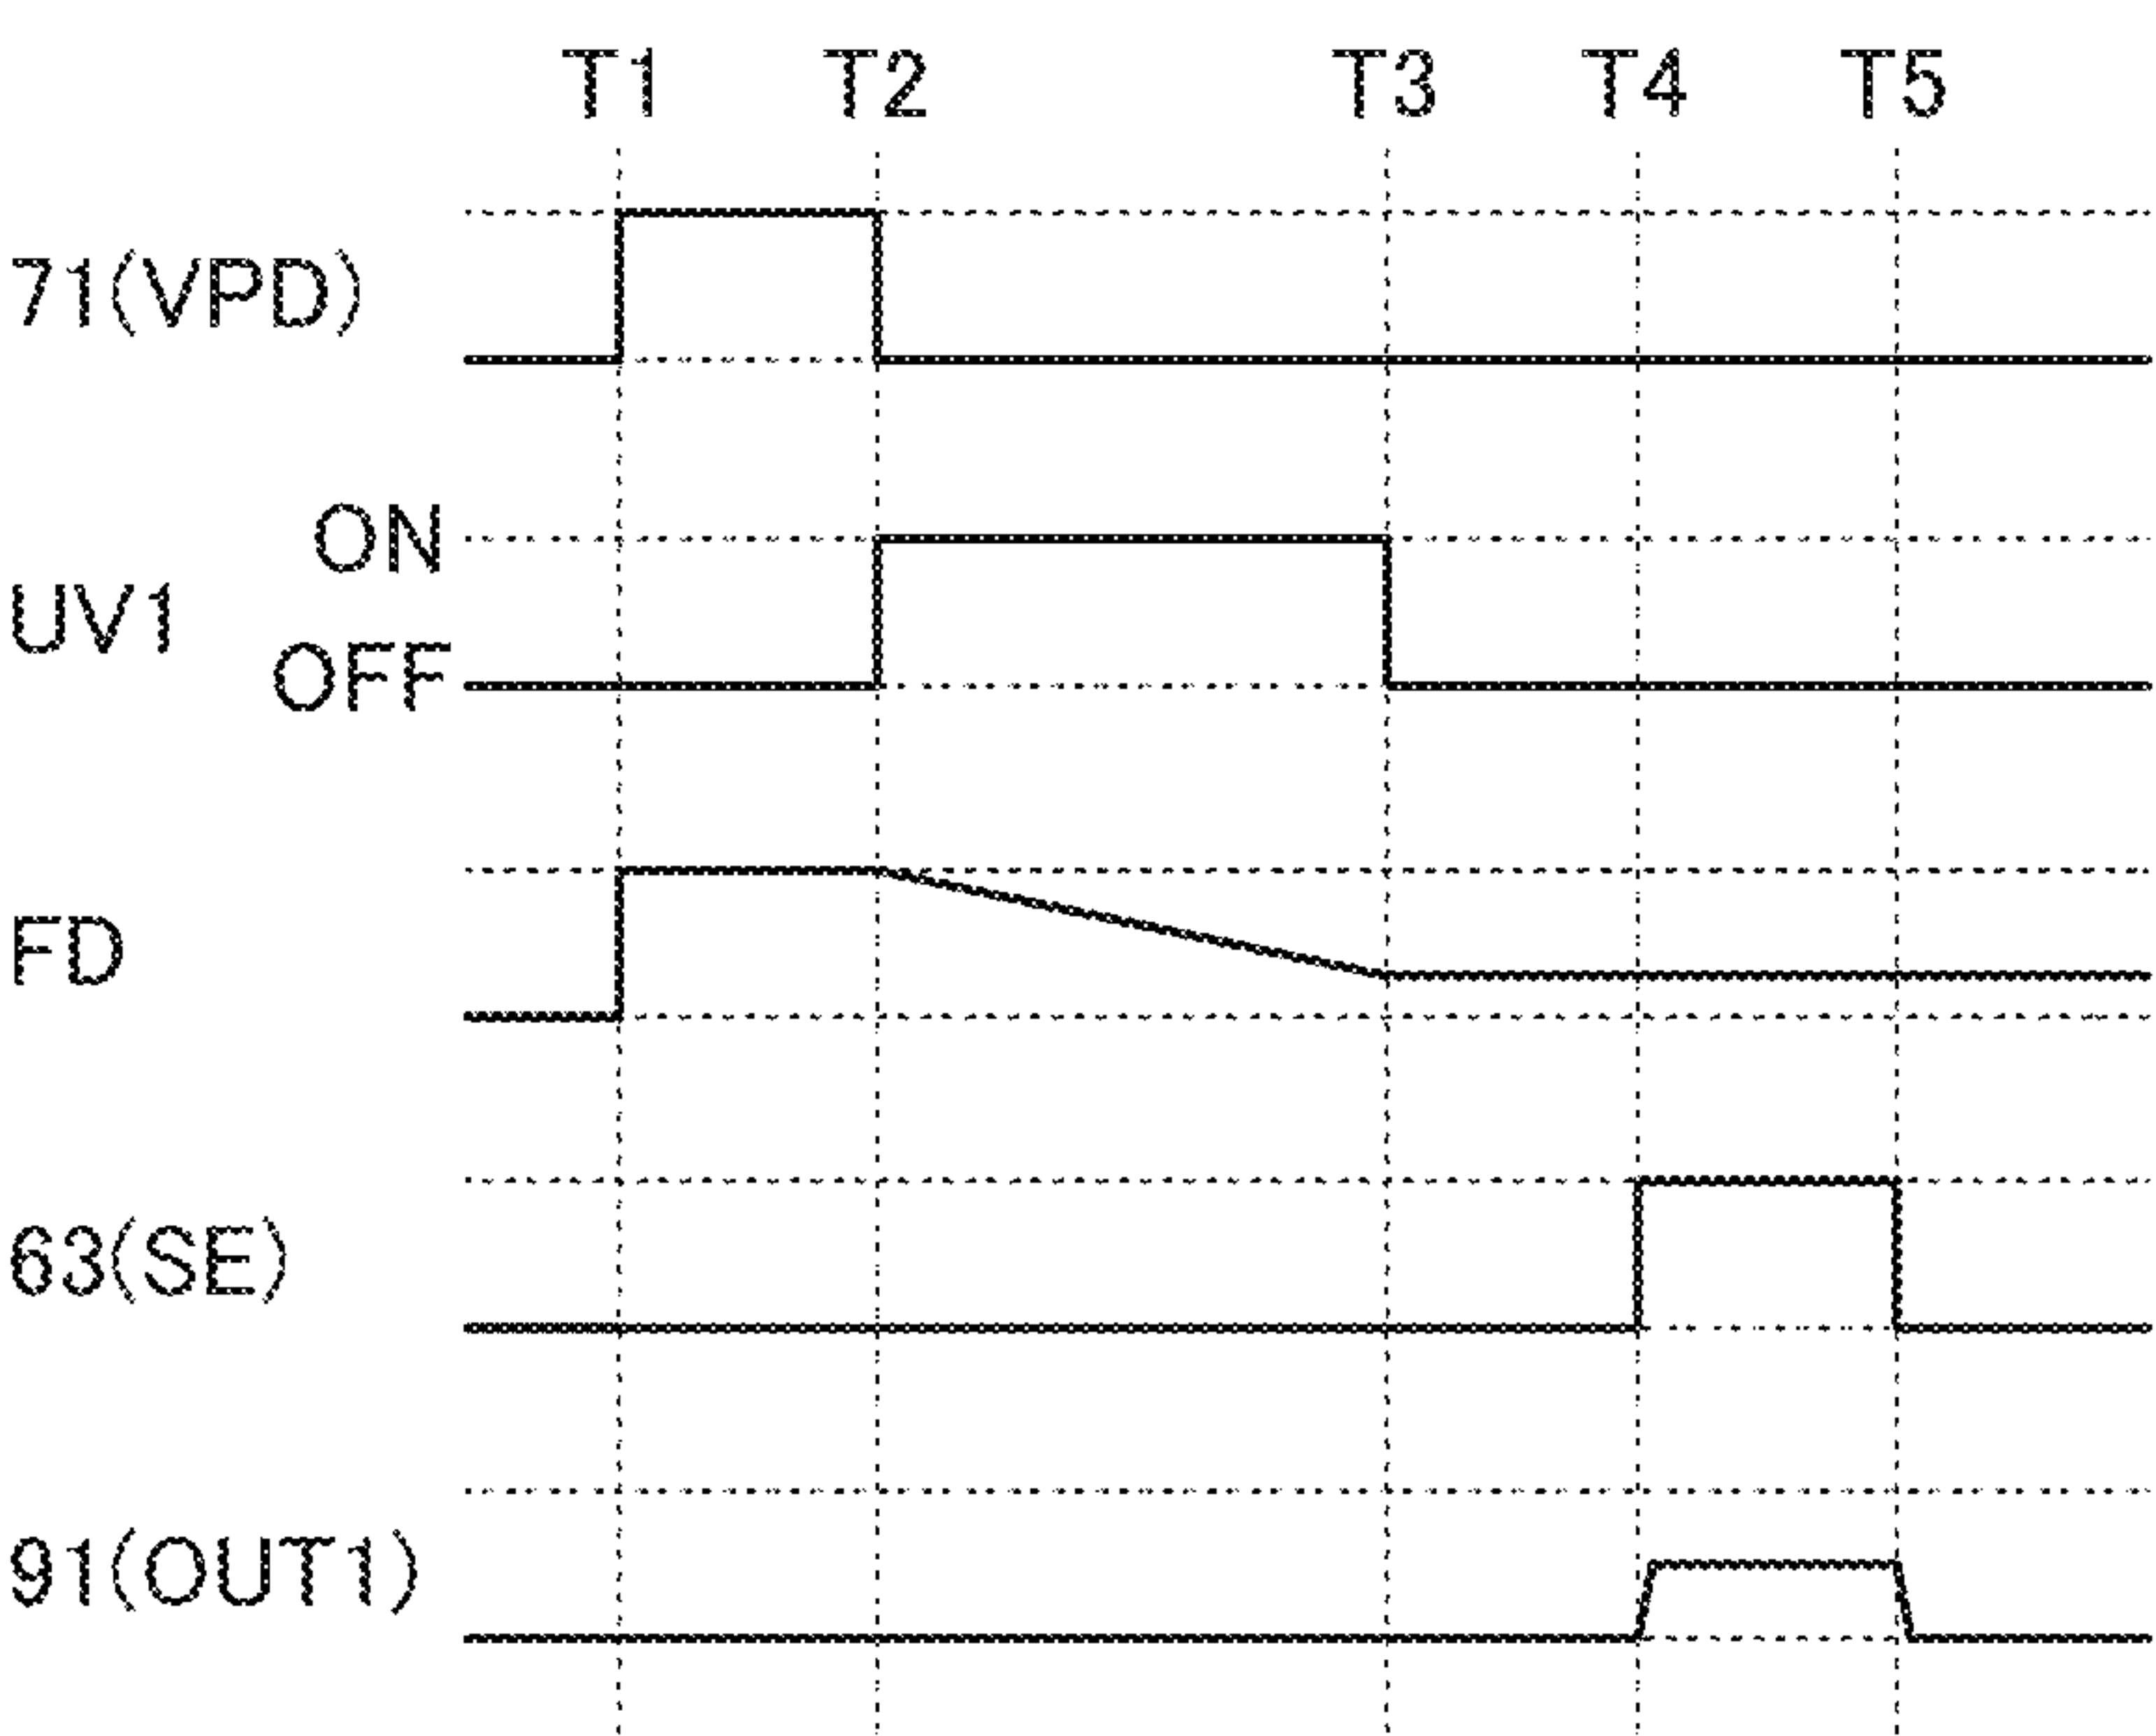 T1 T2 T3 T4 T5
71(VPD)
ON
UV1
OFF
FD
63(SE)
91(OUT1)